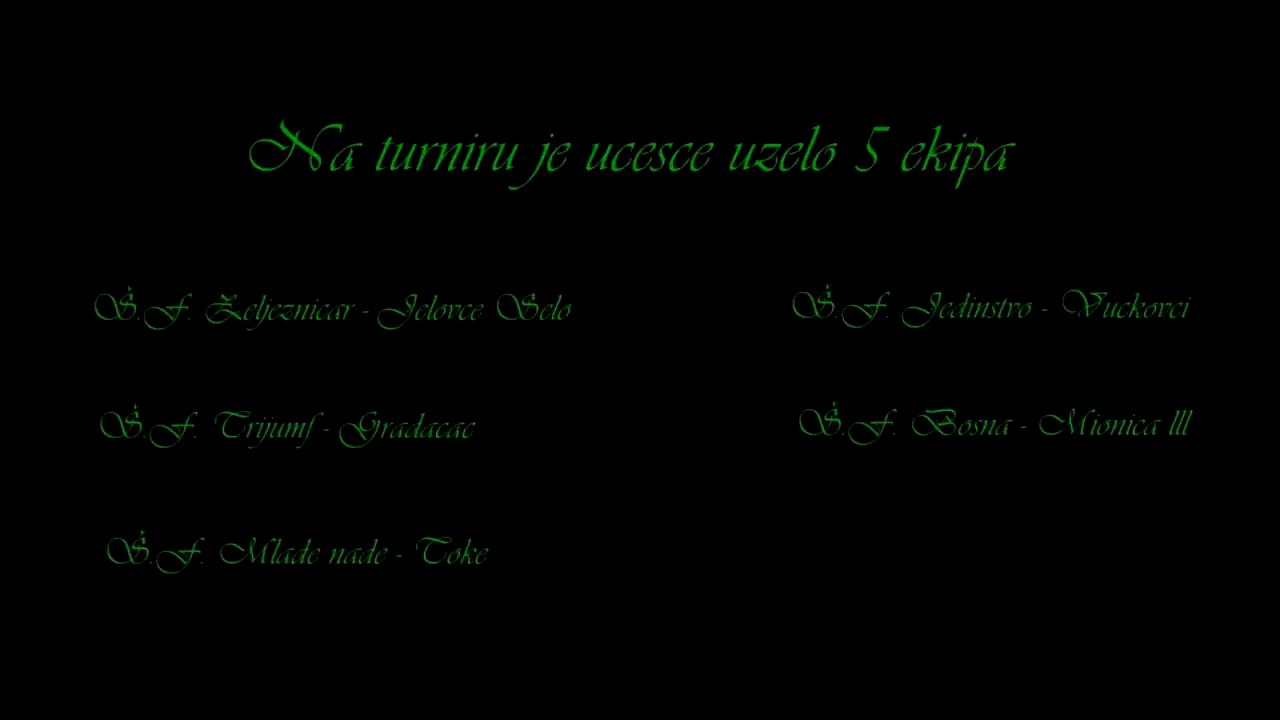 Na turniru je ucesce uzelo 5 ekipa
Š.F. Zeljeznicar - Jelovce Selo
Š.F. Jedinstvo - Vuckovci
Š.F. Trijumf - Gradacac
Š.F. Bosna - Mionica lll
Š.F. Mlade nade - Toke